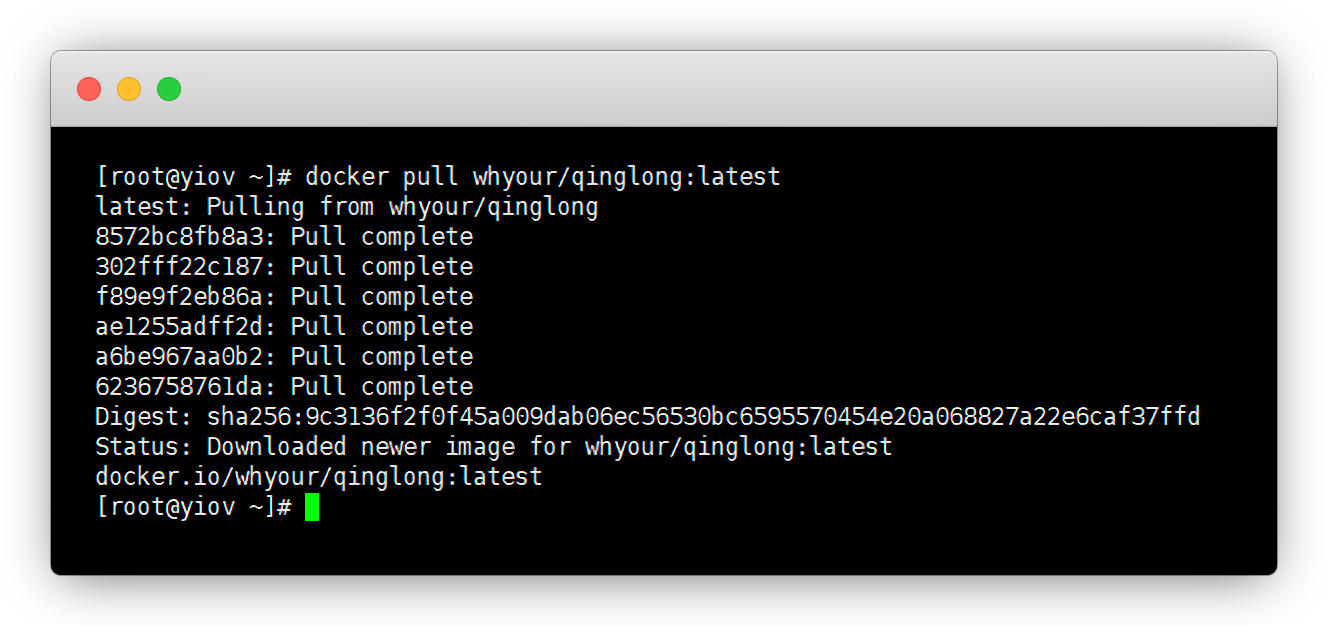 [root@yiov ~]# docker pull whyour/qinglong:latest
latest: Pulling from whyour/qinglong
8572bc8fb8a3: Pull complete
302fff22c187: Pull complete
f89e9f2eb86a: Pull complete
ae1255adff2d: Pull complete
a6be967aa0b2: Pull complete
6236758761da: Pull complete
Digest: sha256:9c3136f2f0f45a009dab06ec56530bc6595570454e20a068827a22e6caf37ffd
Status: Downloaded newer image for whyour/qinglong:latest
docker.io/whyour/qinglong:latest
[root@yiov ~]#